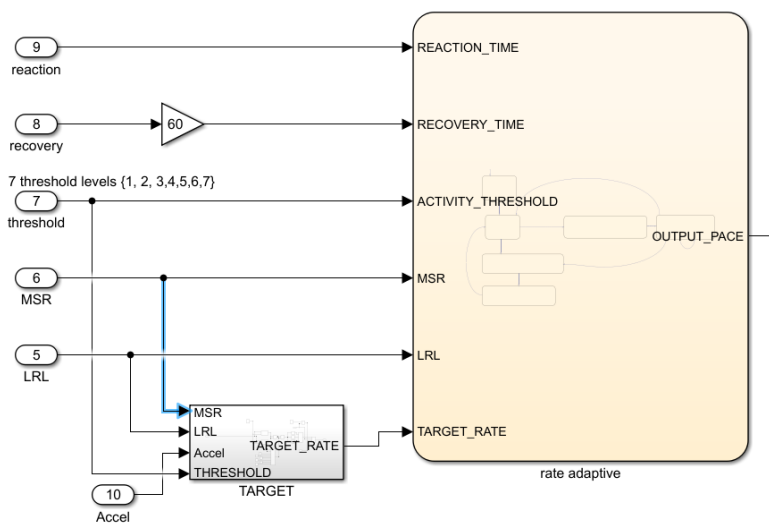 9
REACTION_TIME
reaction
8
60
RECOVERY_TIME
recovery
7 threshold levels {1, 2, 3,4,5,6,7}
7
ACTIVITY_THRESHOLD
threshold
OUTPUT_PACE
6
MSR
MSR
5
LRL
LRL
MSR
LRL
TARGET_RATE
TARGET_RATE
Accel
THRESHOLD
rate adaptive
10
TARGET
Accel